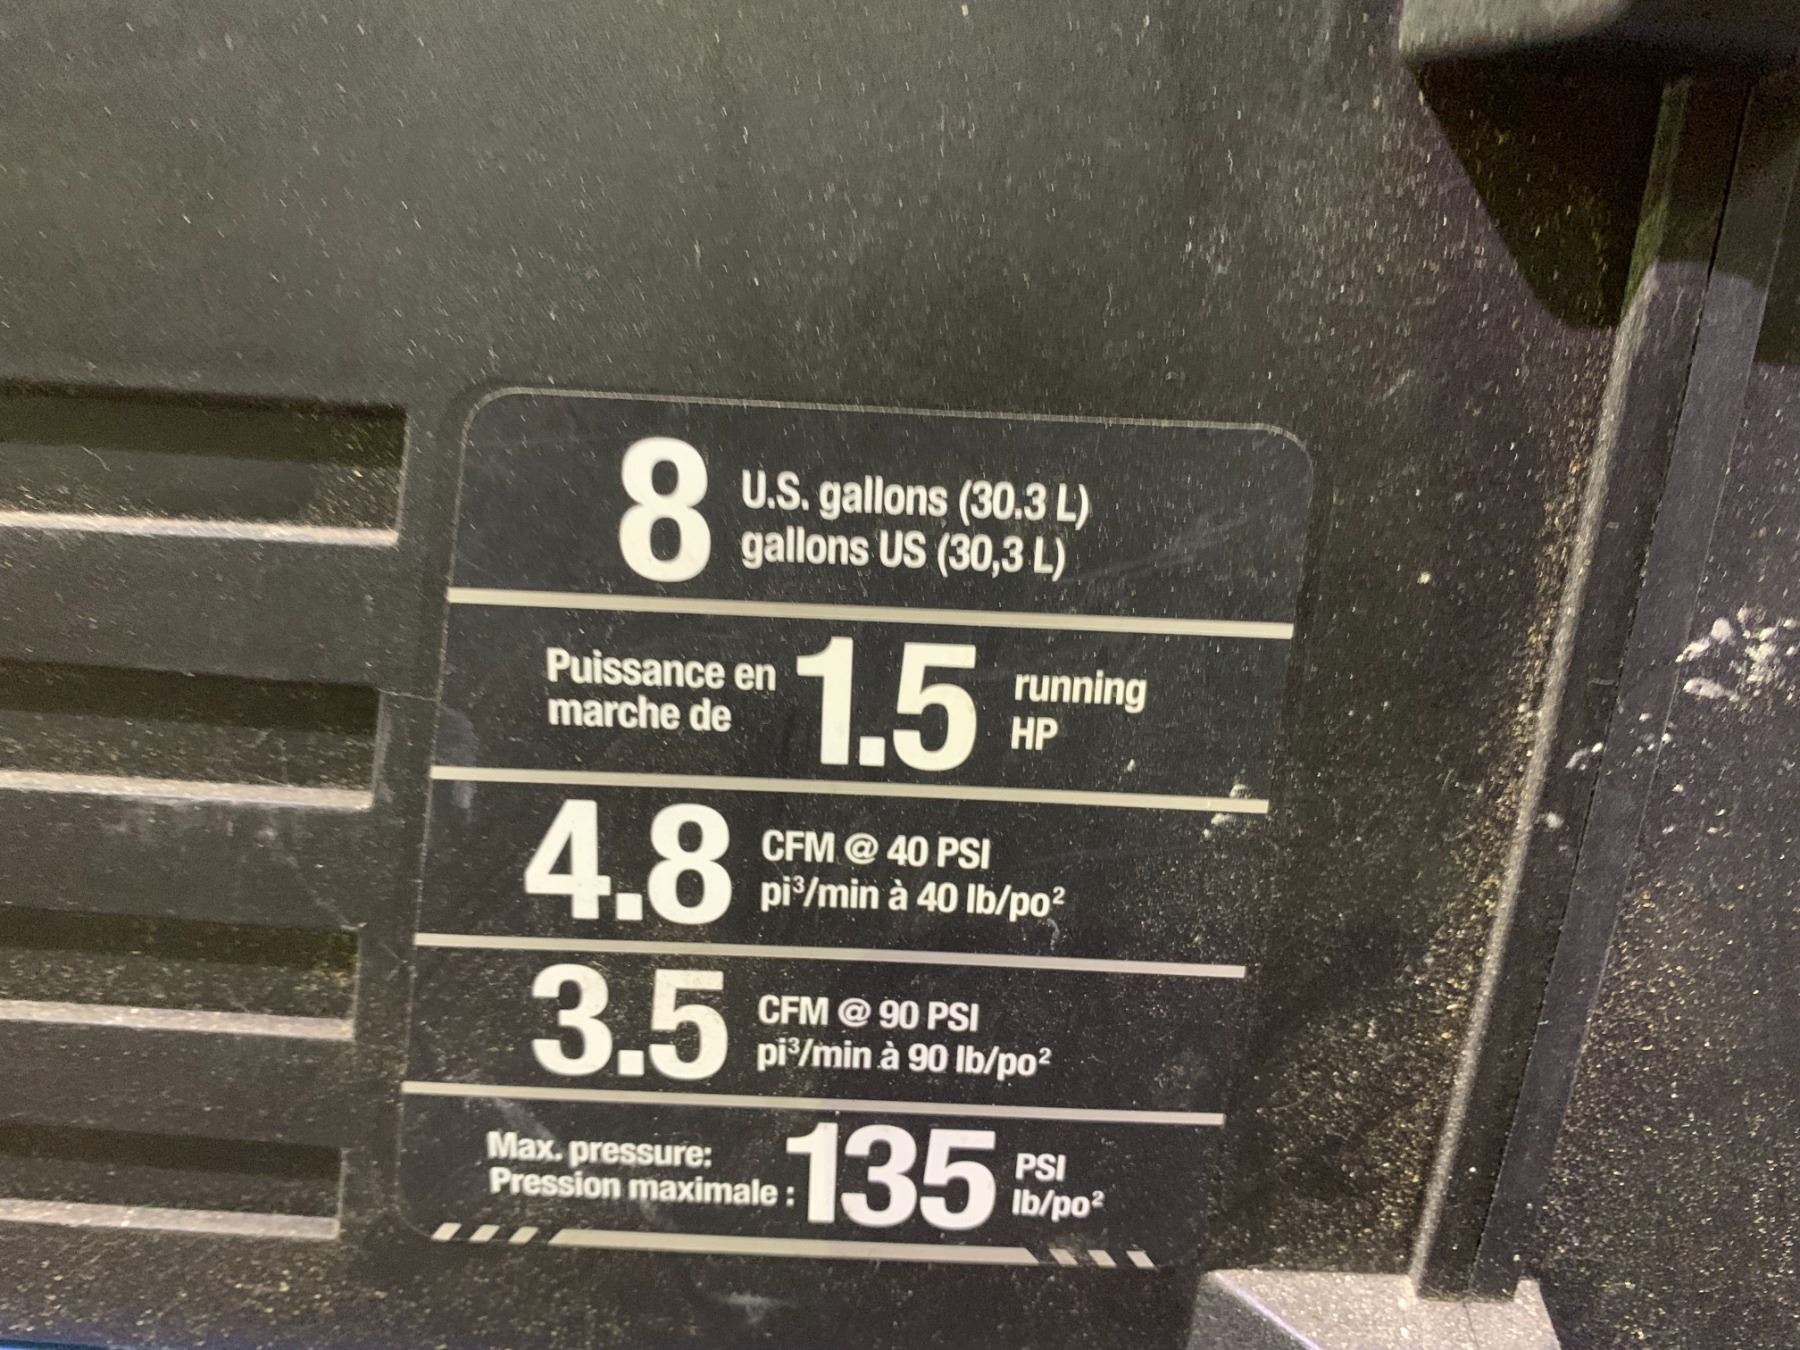 8 U.S. gallons (30.3 L)
gallons US (30,3 L)
Puissance en
marche de
1.5 running
HP
4.8 CFM @ 40 PSI
pi³/min à 40 lb/po²
3.5 CFM @ 90 PSI
pi³/min à 90 lb/po²
Max. pressure:
Pression maximale :
135 PSI
lb/po²